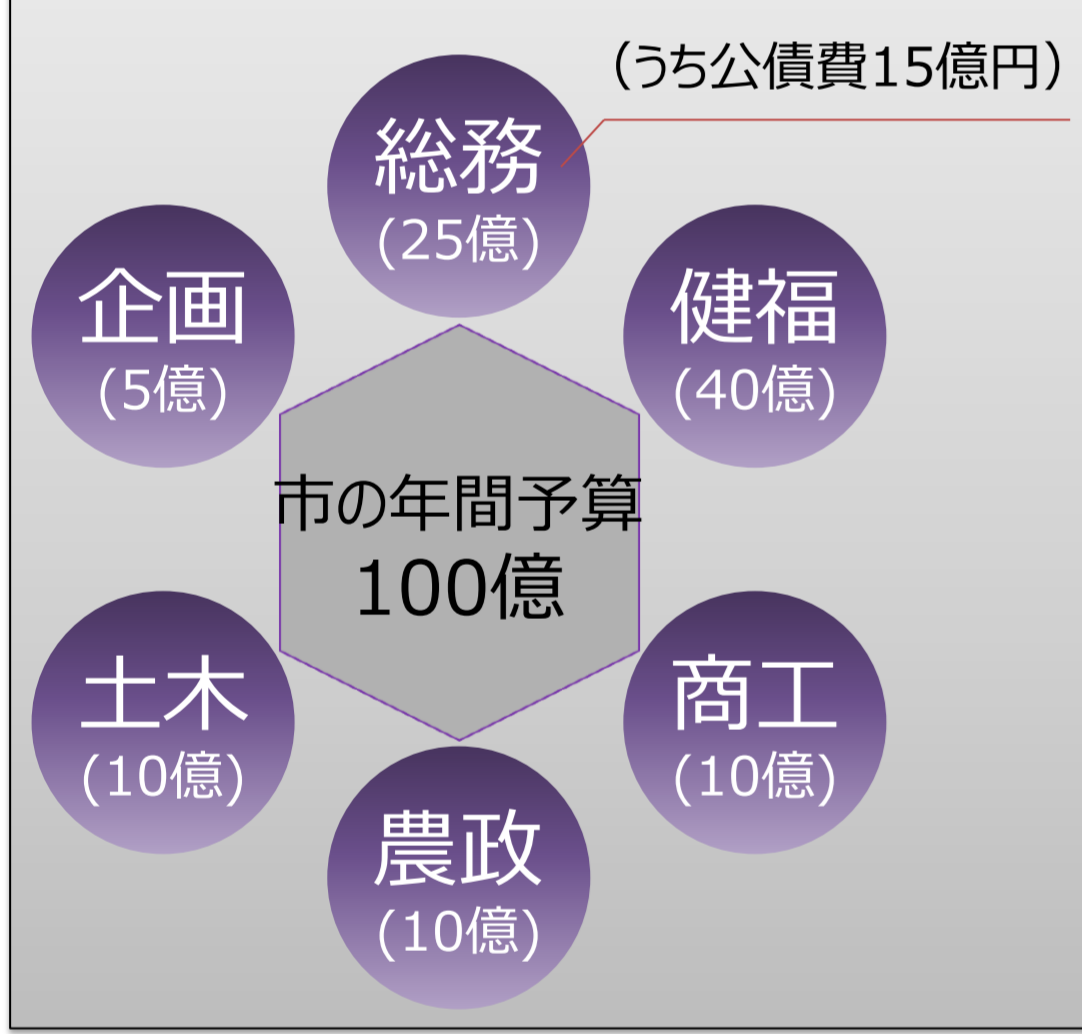 （うち公債費15億円）
総務
(25億)
企画
(5億)
健福
(40億)
市の年間予算
100億
土木
(10億)
商工
(10億)
農政
(10億)